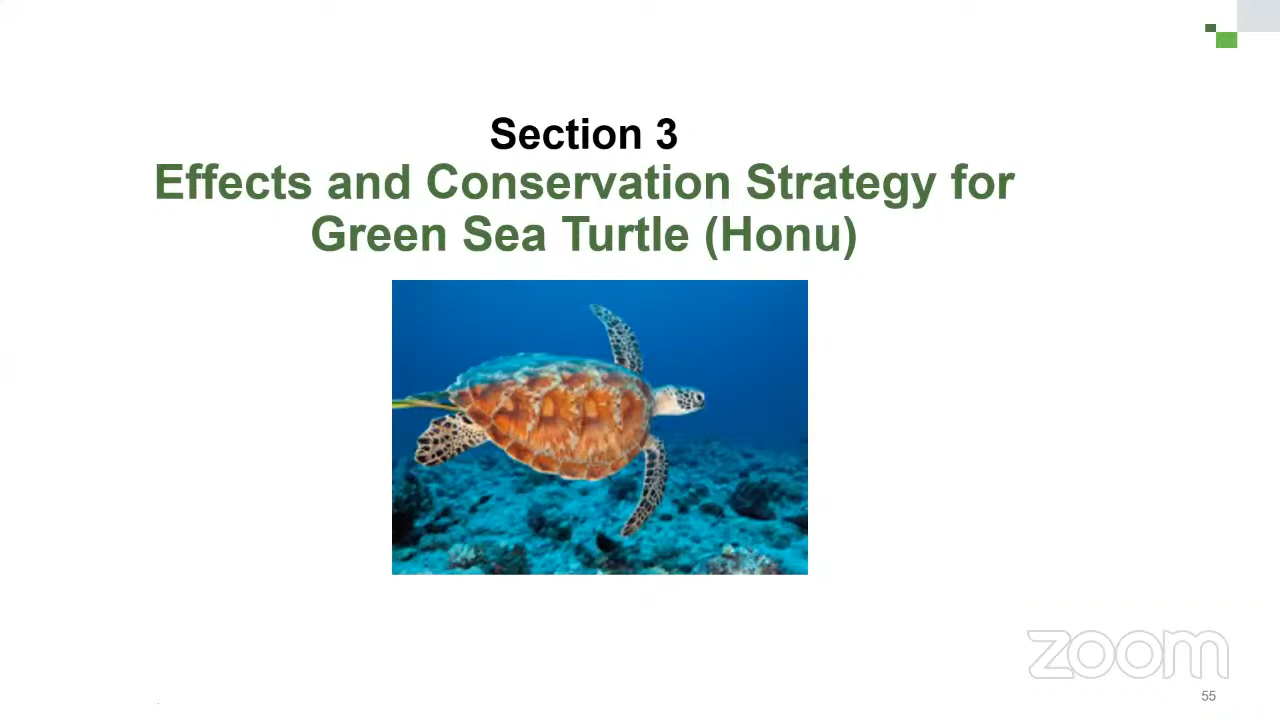 Section 3
Effects and Conservation Strategy for
Green Sea Turtle (Honu)
zoom
55